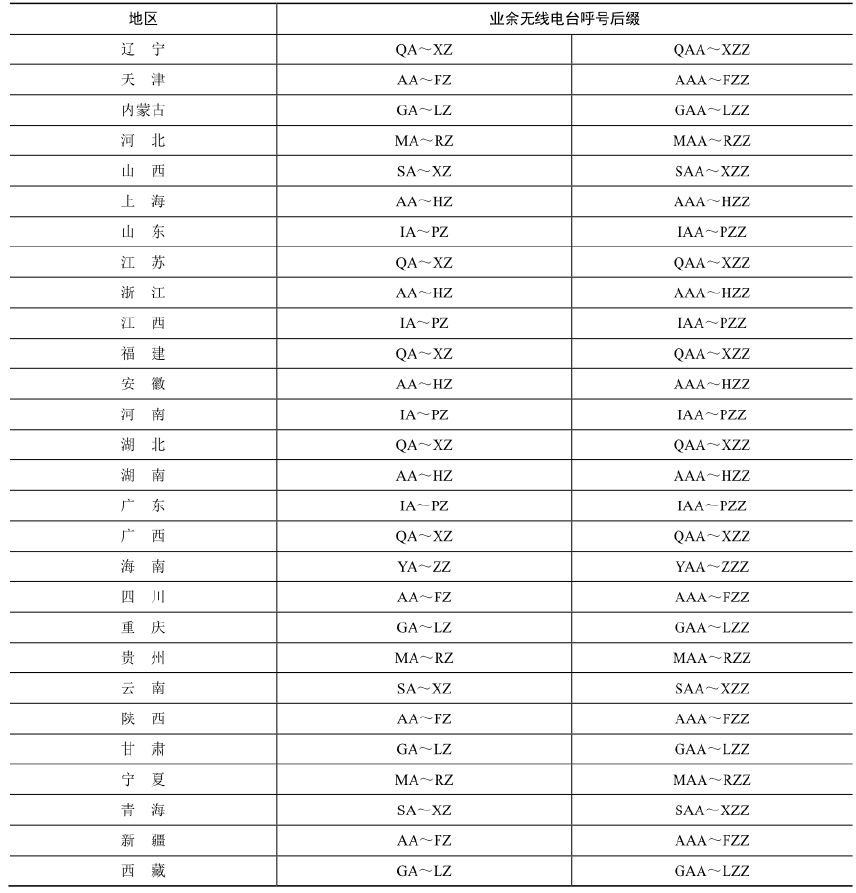 地区 业余无线电台呼号后缀
辽 宁 QA～XZ QAA～XZZ
天 津 AA～FZ AAA～FZZ
内蒙古 GA～LZ GAA～LZZ
河 北 MA～RZ MAA～RZZ
山 西 SA～XZ SAA～XZZ
上 海 AA～HZ AAA～HZZ
山 东 IA～PZ IAA～PZZ
江 苏 QA～XZ QAA～XZZ
浙 江 AA～HZ AAA～HZZ
江 西 IA～PZ IAA～PZZ
福 建 QA～XZ QAA～XZZ
安 徽 AA～HZ AAA～HZZ
河 南 IA～PZ IAA～PZZ
湖 北 QA～XZ QAA～XZZ
湖 南 AA～HZ AAA～HZZ
广 东 IA～PZ IAA～PZZ
广 西 QA～XZ QAA～XZZ
海 南 YA～ZZ YAA～ZZZ
四 川 AA～FZ AAA～FZZ
重 庆 GA～LZ GAA～LZZ
贵 州 MA～RZ MAA～RZZ
云 南 SA～XZ SAA～XZZ
陕 西 AA～FZ AAA～FZZ
甘 肃 GA～LZ GAA～LZZ
宁 夏 MA～RZ MAA～RZZ
青 海 SA～XZ SAA～XZZ
新 疆 AA～FZ AAA～FZZ
西 藏 GA～LZ GAA～LZZ